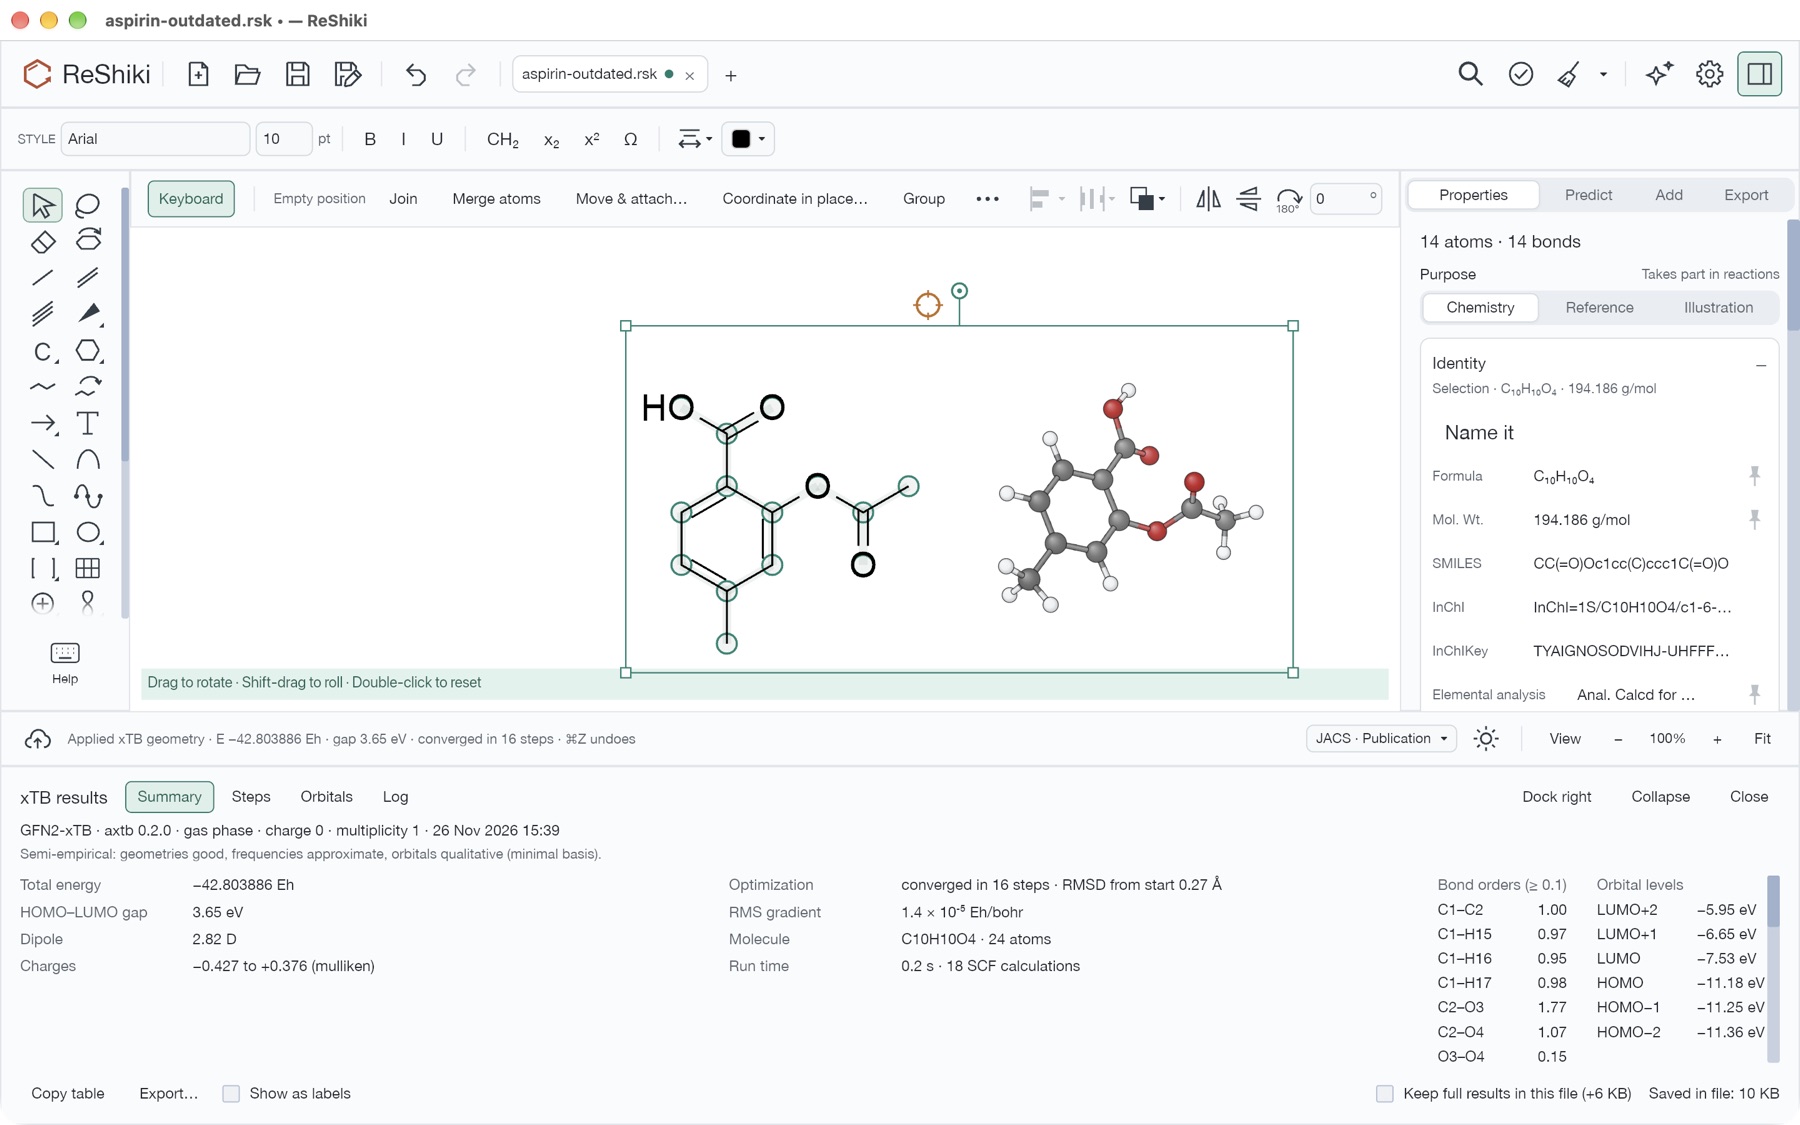 aspirin-outdated.rsk • — ReShiki
ReShiki
aspirin-outdated.rsk
STYLE Arial 10 pt B I U CH₂ x₂ x² Ω
Keyboard Empty position Join Merge atoms Move & attach... Coordinate in place... Group 180° 0 °
Properties Predict Add Export
14 atoms · 14 bonds
Purpose Takes part in reactions
Chemistry Reference Illustration
Identity
Selection · C₁₀H₁₀O₄ · 194.186 g/mol
Name it
Formula C₁₀H₁₀O₄
Mol. Wt. 194.186 g/mol
SMILES CC(=O)Oc1cc(C)ccc1C(=O)O
InChI InChI=1S/C10H10O4/c1-6-...
InChIKey TYAIGNOSODVIHJ-UHFFF...
Elemental analysis Anal. Calcd for ...
C
T
Help
HO O
O
O
Drag to rotate · Shift-drag to roll · Double-click to reset
Applied xTB geometry · E −42.803886 Eh · gap 3.65 eV · converged in 16 steps · ⌘Z undoes
JACS · Publication View − 100% + Fit
xTB results Summary Steps Orbitals Log Dock right Collapse Close
GFN2-xTB · axtb 0.2.0 · gas phase · charge 0 · multiplicity 1 · 26 Nov 2026 15:39
Semi-empirical: geometries good, frequencies approximate, orbitals qualitative (minimal basis).
Total energy −42.803886 Eh
HOMO–LUMO gap 3.65 eV
Dipole 2.82 D
Charges −0.427 to +0.376 (mulliken)
Optimization converged in 16 steps · RMSD from start 0.27 Å
RMS gradient 1.4 × 10⁻⁵ Eh/bohr
Molecule C10H10O4 · 24 atoms
Run time 0.2 s · 18 SCF calculations
Bond orders (≥ 0.1) Orbital levels
C1–C2 1.00 LUMO+2 −5.95 eV
C1–H15 0.97 LUMO+1 −6.65 eV
C1–H16 0.95 LUMO −7.53 eV
C1–H17 0.98 HOMO −11.18 eV
C2–O3 1.77 HOMO−1 −11.25 eV
C2–O4 1.07 HOMO−2 −11.36 eV
O3–O4 0.15
Copy table Export... Show as labels Keep full results in this file (+6 KB) Saved in file: 10 KB